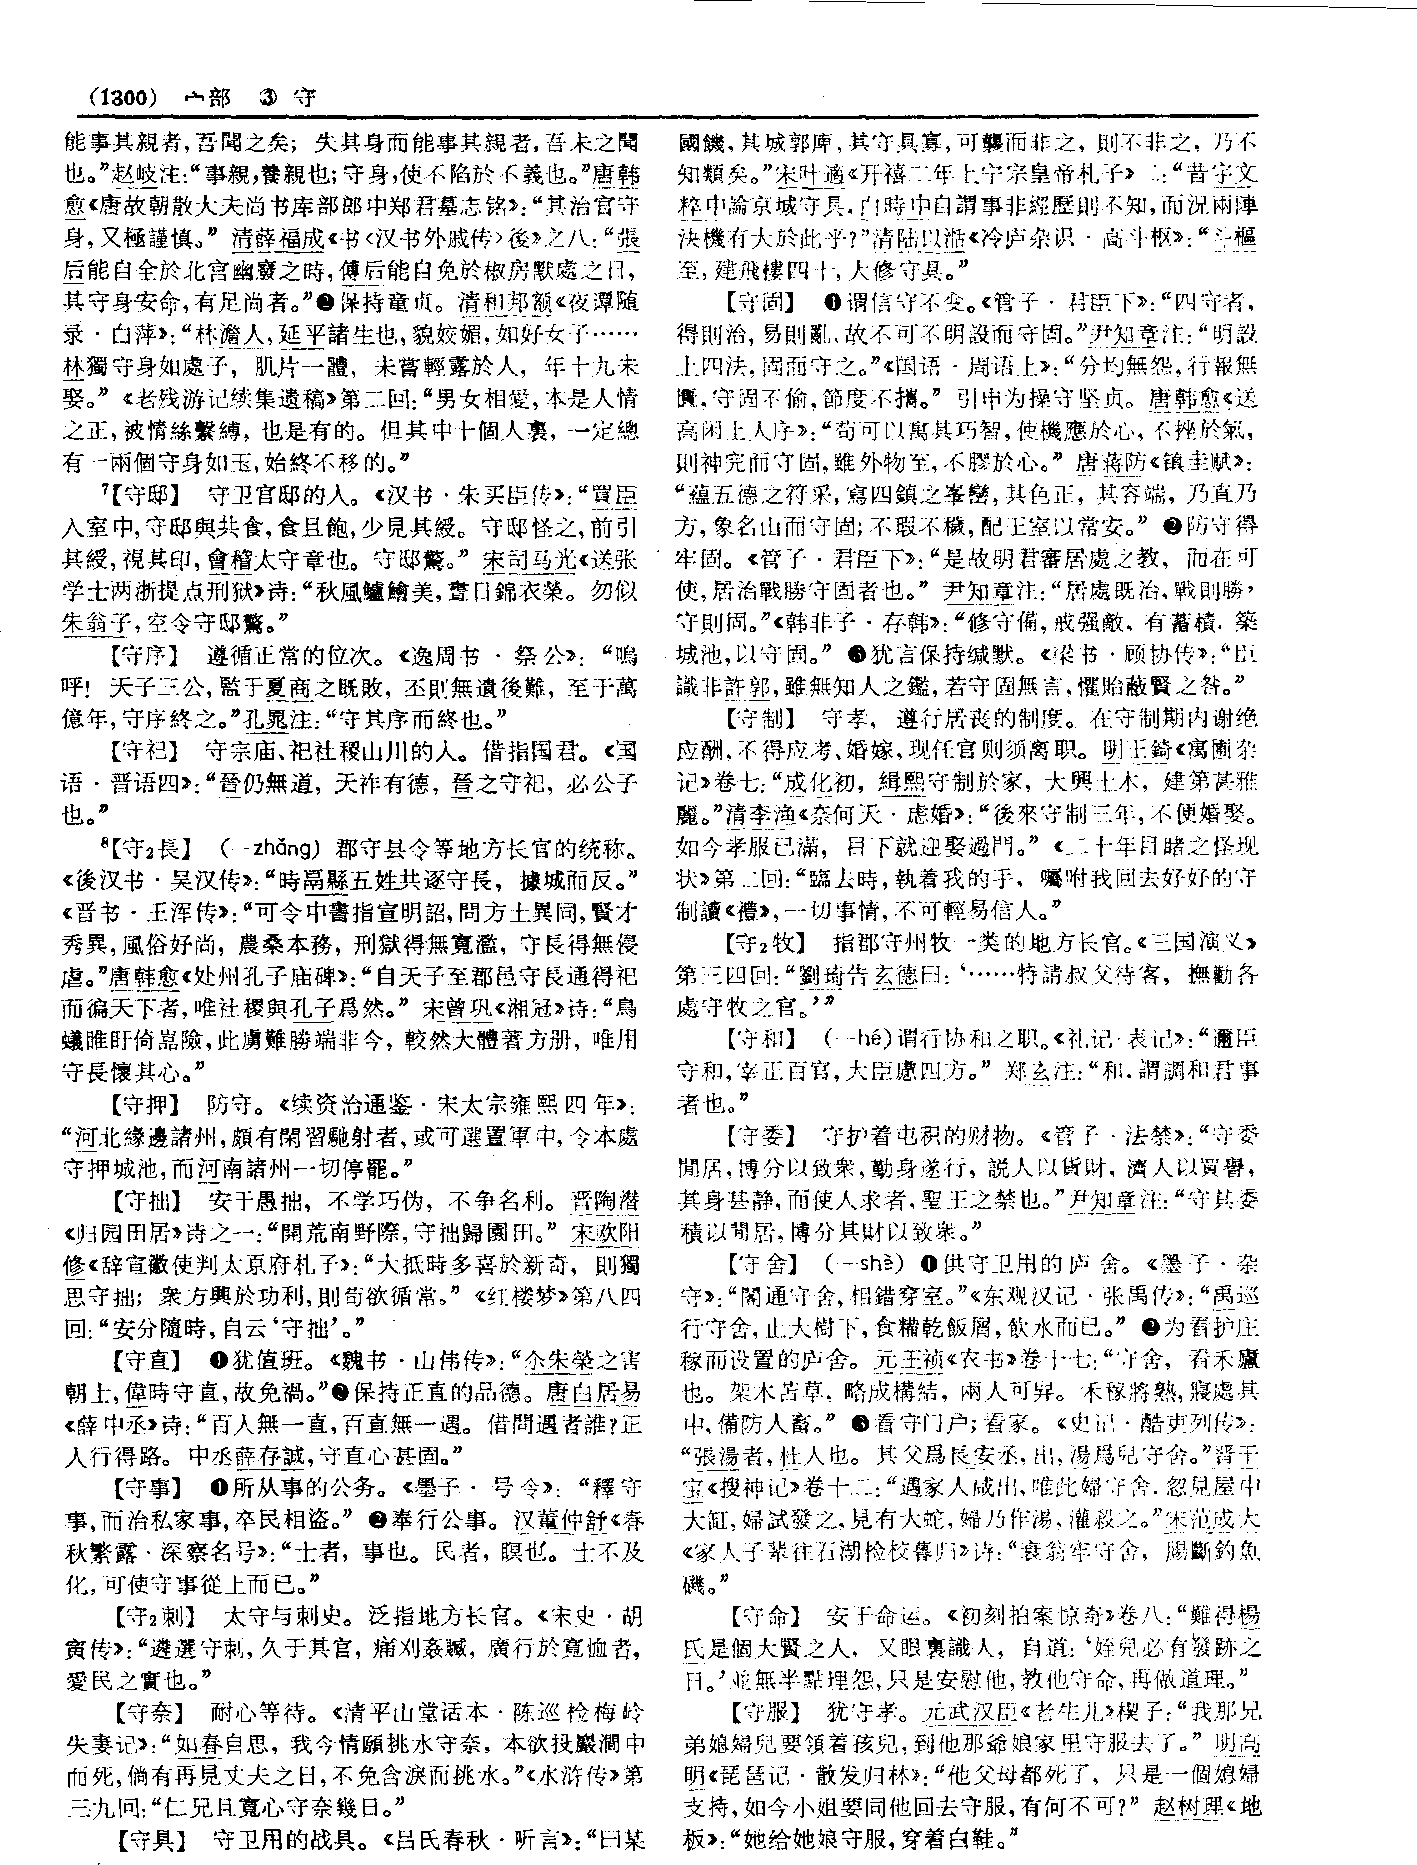 (1300) 宀部 ③ 守
能事其親者,吾聞之矣;失其身而能事其親者,吾未之聞
也。”赵岐注:“事親,養親也;守身,使不陷於不義也。”唐韩
愈《唐故朝散大夫尚书库部郎中郑君墓志铭》:“其治官守
身,又極謹慎。”清薛福成《书〈汉书外戚传〉後》之八:“張
后能自全於北宫幽廢之時,傅后能自免於椒房默處之日,
其守身安命,有足尚者。”❷保持童贞。清和邦额《夜谭随
录·白萍》:“林澹人,延平諸生也,貌姣媚,如好女子……
林獨守身如處子,肌片一體,未嘗輕露於人,年十九未
娶。”《老残游记续集遗稿》第二回:“男女相愛,本是人情
之正,被情絲繫縛,也是有的。但其中十個人裏,一定總
有一兩個守身如玉,始終不移的。”
⁷【守邸】 守卫官邸的人。《汉书·朱买臣传》:“買臣
入室中,守邸與共食,食且飽,少見其綬。守邸怪之,前引
其綬,視其印,會稽太守章也。守邸驚。”宋司马光《送张
学士两浙提点刑狱》诗:“秋風鱸鱠美,晝日錦衣榮。勿似
朱翁子,空令守邸驚。”
【守序】 遵循正常的位次。《逸周书·祭公》:“嗚
呼!天子三公,監于夏商之既敗,丕則無遺後難,至于萬
億年,守序終之。”孔晁注:“守其序而終也。”
【守祀】 守宗庙、祀社稷山川的人。借指国君。《国
语·晋语四》:“晉仍無道,天祚有德,晉之守祀,必公子
也。”
⁸【守₂長】 (-zhǎng) 郡守县令等地方长官的统称。
《後汉书·吴汉传》:“時鬲縣五姓共逐守長,據城而反。”
《晋书·王浑传》:“可令中書指宣明詔,問方土異同,賢才
秀異,風俗好尚,農桑本務,刑獄得無寬濫,守長得無侵
虐。”唐韩愈《处州孔子庙碑》:“自天子至郡邑守長通得祀
而徧天下者,唯社稷與孔子爲然。”宋曾巩《湘冠》诗:“鳥
蟻睢盱倚嵓險,此虜難勝端非今,較然大體著方册,唯用
守長懷其心。”
【守押】 防守。《续资治通鉴·宋太宗雍熙四年》:
“河北緣邊諸州,頗有閑習馳射者,或可選置軍中,令本處
守押城池,而河南諸州一切停罷。”
【守拙】 安于愚拙,不学巧伪,不争名利。晋陶潜
《归园田居》诗之一:“開荒南野際,守拙歸園田。”宋欧阳
修《辞宣徽使判太原府札子》:“大抵時多喜於新奇,則獨
思守拙;衆方興於功利,則苟欲循常。”《红楼梦》第八四
回:“安分隨時,自云‘守拙’。”
【守直】 ❶犹值班。《魏书·山伟传》:“尒朱榮之害
朝士,偉時守直,故免禍。”❷保持正直的品德。唐白居易
《薛中丞》诗:“百人無一直,百直無一遇。借問遇者誰?正
人行得路。中丞薛存誠,守直心甚固。”
【守事】 ❶所从事的公务。《墨子·号令》:“釋守
事,而治私家事,卒民相盜。”❷奉行公事。汉董仲舒《春
秋繁露·深察名号》:“士者,事也。民者,瞑也。士不及
化,可使守事從上而已。”
【守₂刺】 太守与刺史。泛指地方长官。《宋史·胡
寅传》:“遴選守刺,久于其官,痛刈姦贓,廣行於寬恤者,
愛民之實也。”
【守奈】 耐心等待。《清平山堂话本·陈巡检梅岭
失妻记》:“如春自思,我今情願挑水守奈,本欲投巖澗中
而死,倘有再見丈夫之日,不免含淚而挑水。”《水浒传》第
三九回:“仁兄且寬心守奈幾日。”
【守具】 守卫用的战具。《吕氏春秋·听言》:“曰某
國饑,其城郭庳,其守具寡,可襲而非之,則不非之,乃不
知類矣。”宋叶適《开禧二年上宁宗皇帝札子》二:“昔宇文
粹中論京城守具,白時中自謂事非經歷則不知,而況兩陣
決機有大於此乎?”清陆以湉《冷庐杂识·高斗枢》:“斗樞
至,建飛樓四十,大修守具。”
【守固】 ❶谓信守不变。《管子·君臣下》:“四守者,
得則治,易則亂,故不可不明設而守固。”尹知章注:“明設
上四法,固而守之。”《国语·周语上》:“分均無怨,行報無
匱,守固不偷,節度不攜。”引申为操守坚贞。唐韩愈《送
高闲上人序》:“苟可以寓其巧智,使機應於心,不挫於氣,
則神完而守固,雖外物至,不膠於心。”唐蒋防《镇圭赋》:
“蘊五德之符采,寫四鎮之峯巒,其色正,其容端,乃直乃
方,象名山而守固;不瑕不穢,配王室以常安。”❷防守得
牢固。《管子·君臣下》:“是故明君審居處之教,而在可
使,居治戰勝守固者也。”尹知章注:“居處既治,戰則勝,
守則固。”《韩非子·存韩》:“修守備,戒强敵,有蓄積,築
城池,以守固。”❸犹言保持缄默。《梁书·顾协传》:“臣
識非許郭,雖無知人之鑑,若守固無言,懼貽蔽賢之咎。”
【守制】 守孝,遵行居丧的制度。在守制期内谢绝
应酬,不得应考、婚嫁,现任官则须离职。明王錡《寓圃杂
记》卷七:“成化初,緝熙守制於家,大興土木,建第甚雅
麗。”清李渔《奈何天·虑婚》:“後來守制三年,不便婚娶。
如今孝服已滿,目下就迎娶過門。”《二十年目睹之怪现
状》第二回:“臨去時,執着我的手,囑咐我回去好好的守
制讀《禮》,一切事情,不可輕易信人。”
【守₂牧】 指郡守州牧一类的地方长官。《三国演义》
第三四回:“劉琦告玄德曰:‘……特請叔父待客,撫勸各
處守牧之官。’”
【守和】 (-hé)谓行协和之职。《礼记·表记》:“邇臣
守和,宰正百官,大臣慮四方。”郑玄注:“和,謂調和君事
者也。”
【守委】 守护着屯积的财物。《管子·法禁》:“守委
閒居,博分以致衆,勤身遂行,説人以貨財,濟人以買譽,
其身甚静,而使人求者,聖王之禁也。”尹知章注:“守其委
積以閒居,博分其財以致衆。”
【守舍】 (-shè) ❶供守卫用的庐舍。《墨子·杂
守》:“閣通守舍,相錯穿室。”《东观汉记·张禹传》:“禹巡
行守舍,止大樹下,食糒乾飯屑,飲水而已。”❷为看护庄
稼而设置的庐舍。元王祯《农书》卷十七:“守舍,看禾廬
也。架木苫草,略成構結,兩人可舁。禾稼將熟,寢處其
中,備防人畜。”❸看守门户;看家。《史记·酷吏列传》:
“張湯者,杜人也。其父爲長安丞,出,湯爲兒守舍。”晋干
宝《搜神记》卷十二:“遇家人咸出,唯此婦守舍,忽見屋中
大缸,婦試發之,見有大蛇,婦乃作湯,灌殺之。”宋范成大
《家人子辈往石湖检校暮归》诗:“衰翁牢守舍,腸斷釣魚
磯。”
【守命】 安于命运。《初刻拍案惊奇》卷八:“難得楊
氏是個大賢之人,又眼裏識人,自道:‘姪兒必有發跡之
日。’並無半點埋怨,只是安慰他,教他守命,再做道理。”
【守服】 犹守孝。元武汉臣《老生儿》楔子:“我那兄
弟媳婦兒要領着孩兒,到他那爺娘家里守服去了。”明高
明《琵琶记·散发归林》:“他父母都死了,只是一個媳婦
支持,如今小姐要同他回去守服,有何不可?”赵树理《地
板》:“她给她娘守服,穿着白鞋。”